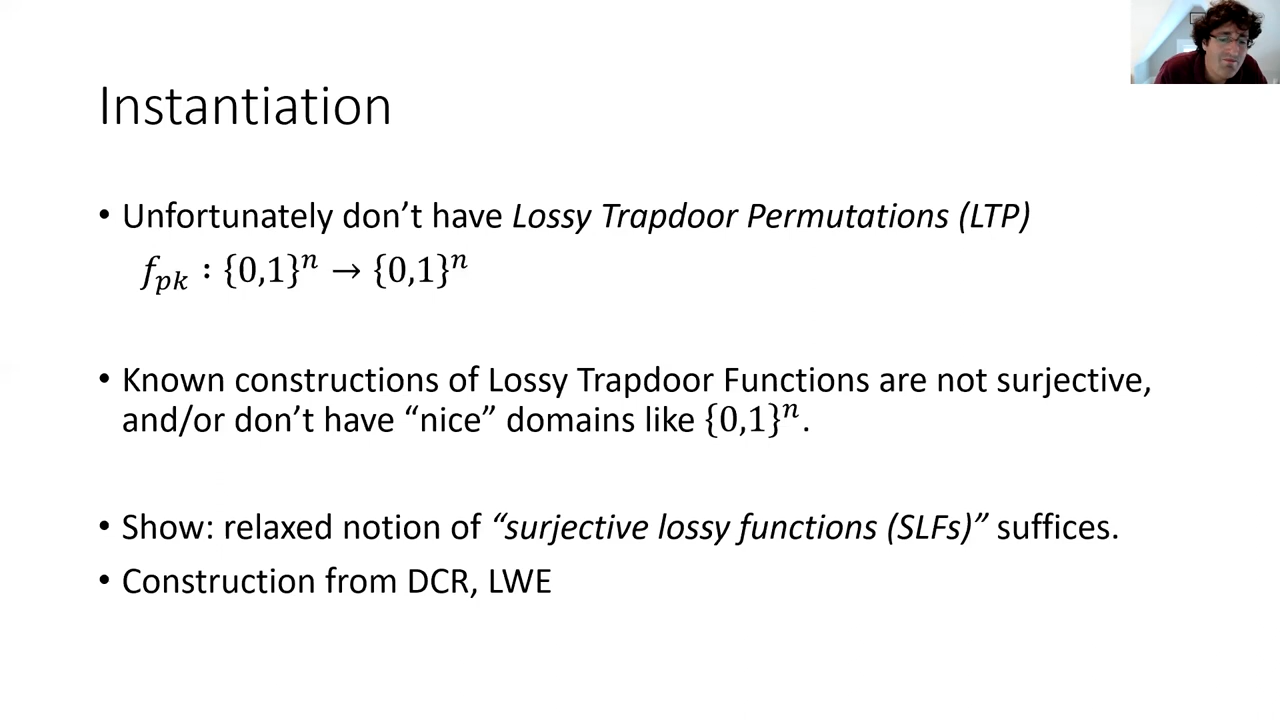 Instantiation
• Unfortunately don’t have Lossy Trapdoor Permutations (LTP)
f_{pk} : {0,1}^n → {0,1}^n
• Known constructions of Lossy Trapdoor Functions are not surjective,
and/or don’t have “nice” domains like {0,1}^n.
• Show: relaxed notion of “surjective lossy functions (SLFs)” suffices.
• Construction from DCR, LWE